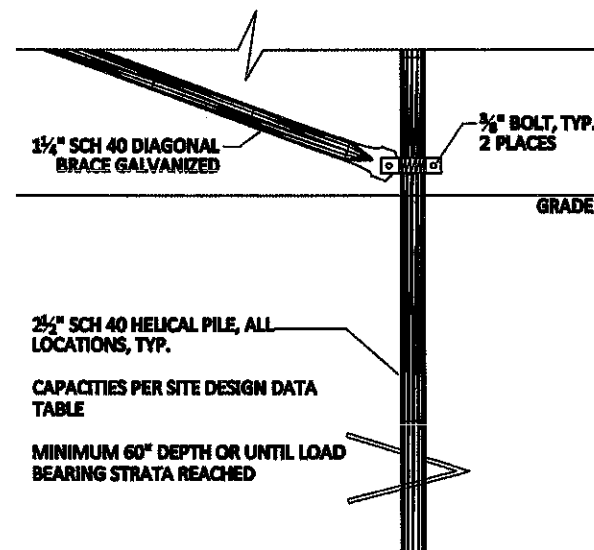 1¼" SCH 40 DIAGONAL
BRACE GALVANIZED
⅜" BOLT, TYP.
2 PLACES
GRADE
2½" SCH 40 HELICAL PILE, ALL
LOCATIONS, TYP.
CAPACITIES PER SITE DESIGN DATA
TABLE
MINIMUM 60" DEPTH OR UNTIL LOAD
BEARING STRATA REACHED